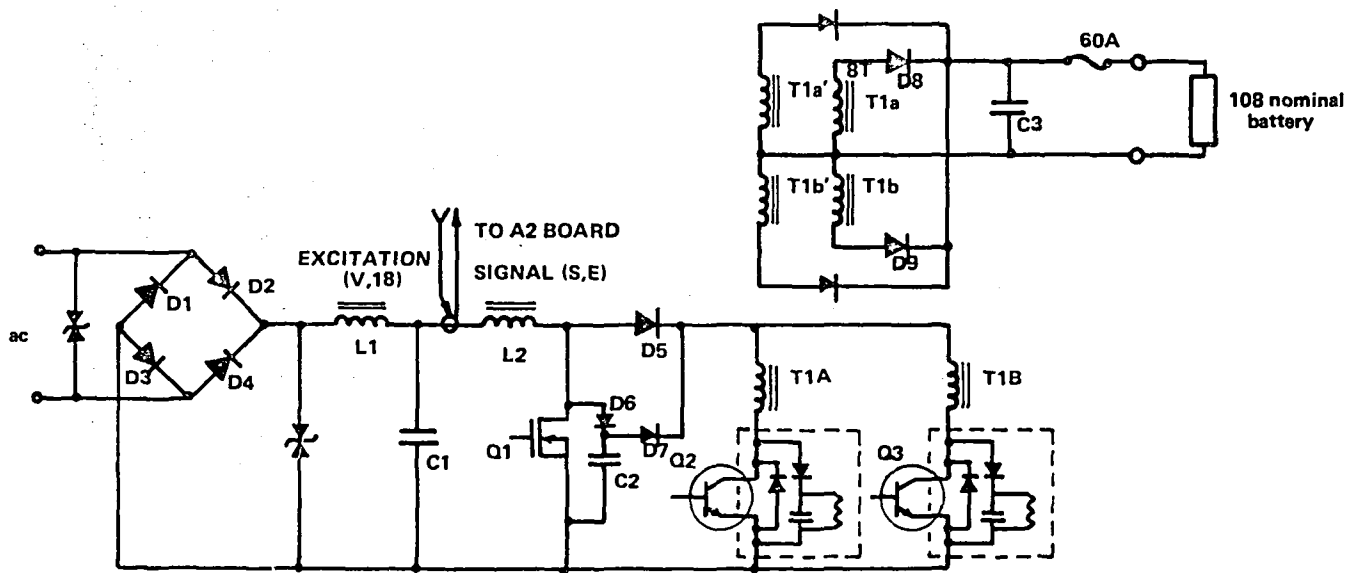 60A
8T
D8
T1a'
T1a
C3
108 nominal
battery
T1b'
T1b
D9
TO A2 BOARD
EXCITATION
(V,18)
SIGNAL (S,E)
D1
D2
ac
L1
L2
D5
D3
D4
T1A
T1B
D6
Q1
C1
C2
D7
Q2
Q3